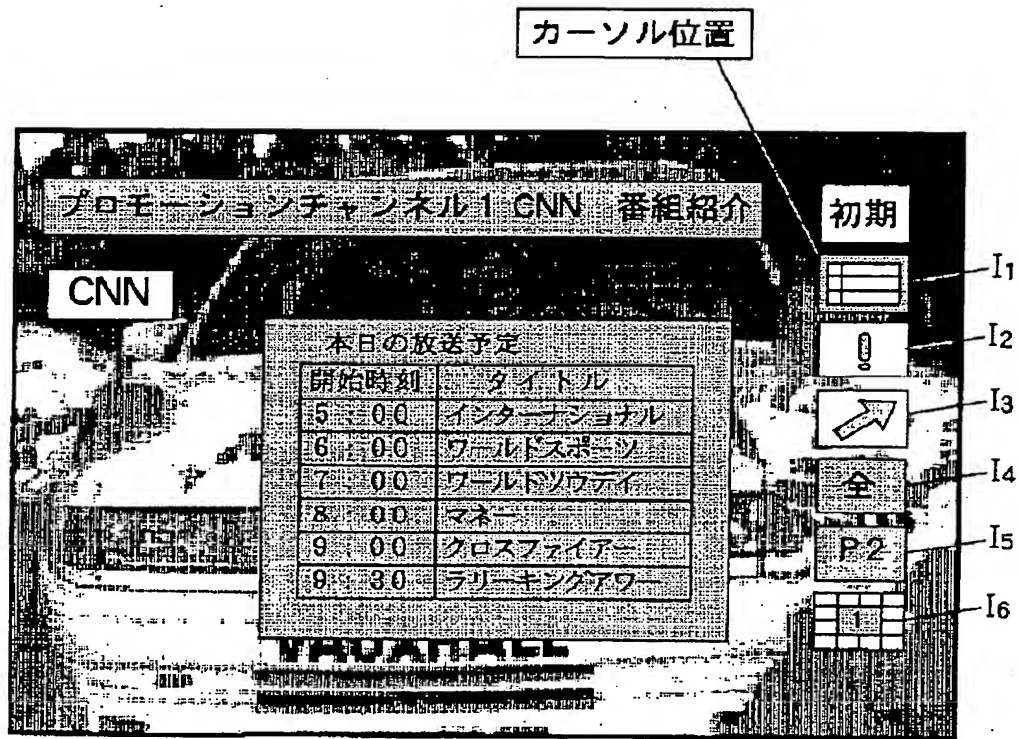 カーソル位置
プロモーションチャンネル1 CNN 番組紹介
初期
CNN
I1
I2
I3
全
I4
P2
I5
1
I6
本日の放送予定
開始時刻 タイトル
5:00 インターナショナル
6:00 ワールドスポーツ
7:00 ワールドツウデイ
8:00 マネー
9:00 クロスファイアー
9:30 ラリーキングアワー